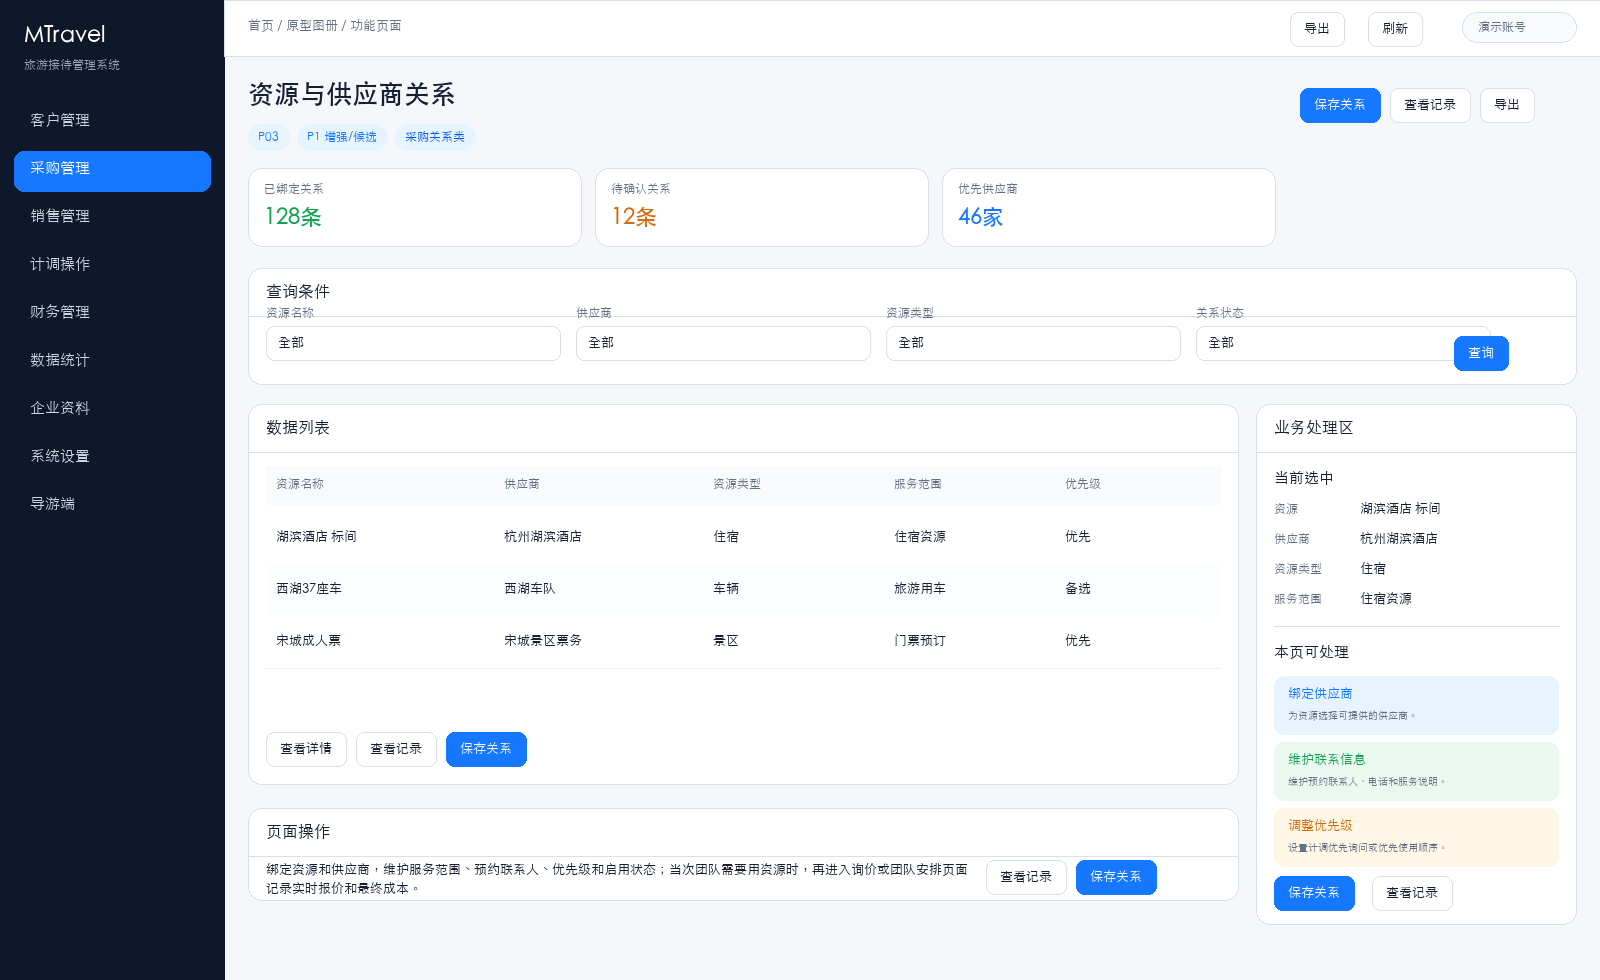 MTravel
旅游接待管理系统
客户管理
采购管理
销售管理
计调操作
财务管理
数据统计
企业资料
系统设置
导游端
首页 / 原型图册 / 功能页面
导出
刷新
演示账号
资源与供应商关系
保存关系
查看记录
导出
P03
P1 增强/候选
采购关系类
已绑定关系
128条
待确认关系
12条
优先供应商
46家
查询条件
资源名称
供应商
资源类型
关系状态
全部
全部
全部
全部
查询
数据列表
资源名称 供应商 资源类型 服务范围 优先级
湖滨酒店 标间 杭州湖滨酒店 住宿 住宿资源 优先
西湖37座车 西湖车队 车辆 旅游用车 备选
宋城成人票 宋城景区票务 景区 门票预订 优先
查看详情
查看记录
保存关系
页面操作
绑定资源和供应商，维护服务范围、预约联系人、优先级和启用状态；当次团队需要用资源时，再进入询价或团队安排页面
记录实时报价和最终成本。
查看记录
保存关系
业务处理区
当前选中
资源 湖滨酒店 标间
供应商 杭州湖滨酒店
资源类型 住宿
服务范围 住宿资源
本页可处理
绑定供应商
为资源选择可提供的供应商。
维护联系信息
维护预约联系人、电话和服务说明。
调整优先级
设置计调优先询问或优先使用顺序。
保存关系
查看记录